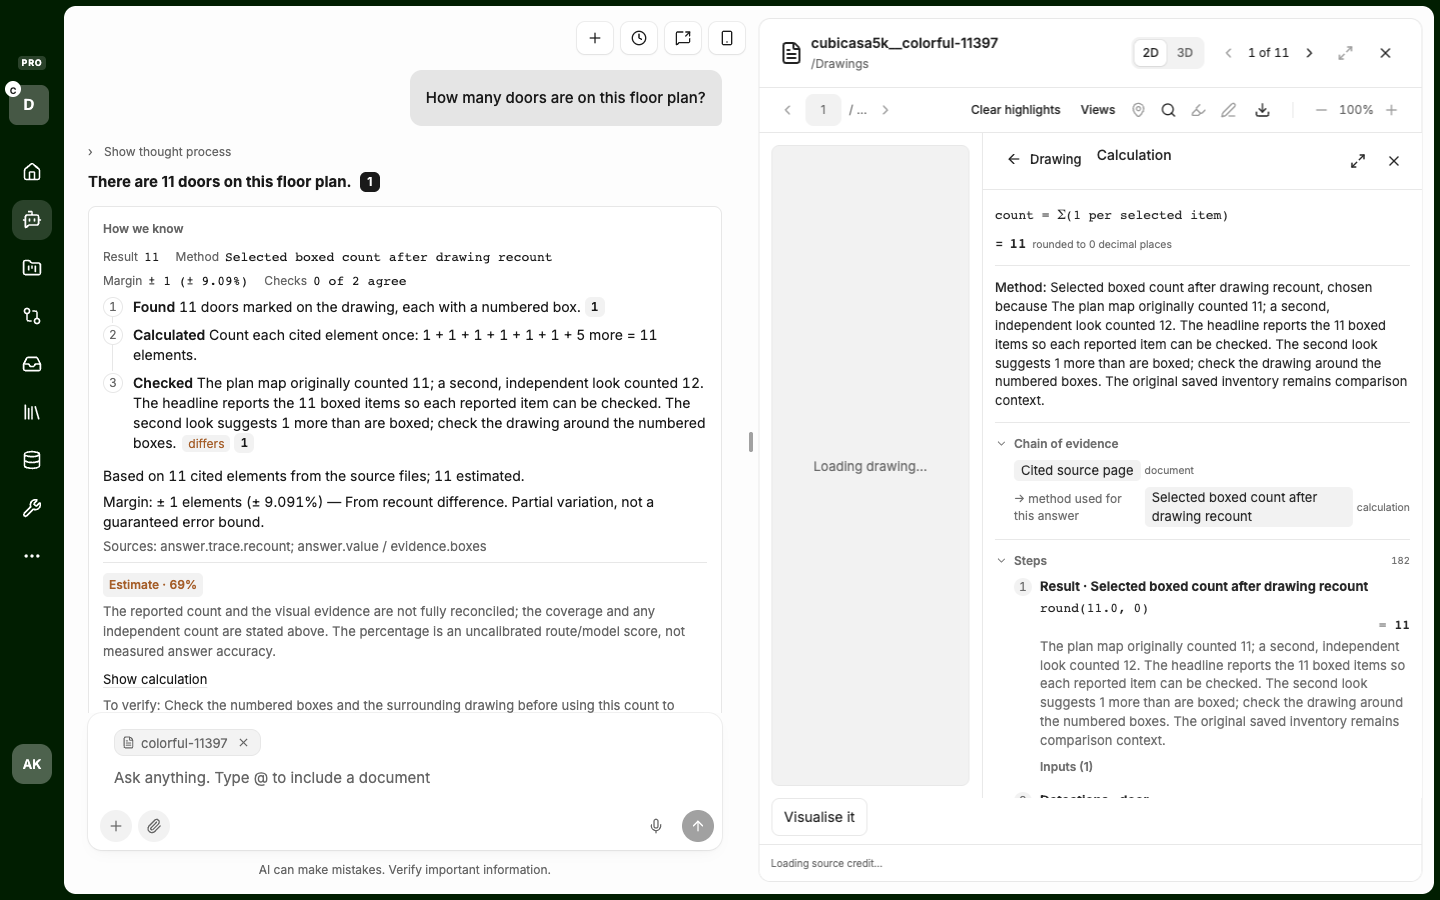 PRO
C
D
AK
How many doors are on this floor plan?
Show thought process
There are 11 doors on this floor plan. 1
How we know
Result 11 Method Selected boxed count after drawing recount
Margin ± 1 (± 9.09%) Checks 0 of 2 agree
1 Found 11 doors marked on the drawing, each with a numbered box. 1
2 Calculated Count each cited element once: 1 + 1 + 1 + 1 + 1 + 1 + 5 more = 11
elements.
3 Checked The plan map originally counted 11; a second, independent look counted 12.
The headline reports the 11 boxed items so each reported item can be checked. The
second look suggests 1 more than are boxed; check the drawing around the numbered
boxes. differs 1
Based on 11 cited elements from the source files; 11 estimated.
Margin: ± 1 elements (± 9.091%) — From recount difference. Partial variation, not a
guaranteed error bound.
Sources: answer.trace.recount; answer.value / evidence.boxes
Estimate · 69%
The reported count and the visual evidence are not fully reconciled; the coverage and any
independent count are stated above. The percentage is an uncalibrated route/model score, not
measured answer accuracy.
Show calculation
To verify: Check the numbered boxes and the surrounding drawing before using this count to
colorful-11397
Ask anything. Type @ to include a document
AI can make mistakes. Verify important information.
cubicasa5k__colorful-11397
/Drawings
2D 3D
1 of 11
1 / ...
Clear highlights Views
100%
Loading drawing...
Drawing Calculation
count = Σ(1 per selected item)
= 11 rounded to 0 decimal places
Method: Selected boxed count after drawing recount, chosen
because The plan map originally counted 11; a second,
independent look counted 12. The headline reports the 11 boxed
items so each reported item can be checked. The second look
suggests 1 more than are boxed; check the drawing around the
numbered boxes. The original saved inventory remains comparison
context.
Chain of evidence
Cited source page document
→ method used for
this answer
Selected boxed count after
drawing recount
calculation
Steps 182
1 Result · Selected boxed count after drawing recount
round(11.0, 0)
= 11
The plan map originally counted 11; a second, independent
look counted 12. The headline reports the 11 boxed items so
each reported item can be checked. The second look
suggests 1 more than are boxed; check the drawing around
the numbered boxes. The original saved inventory remains
comparison context.
Inputs (1)
Visualise it
Loading source credit...